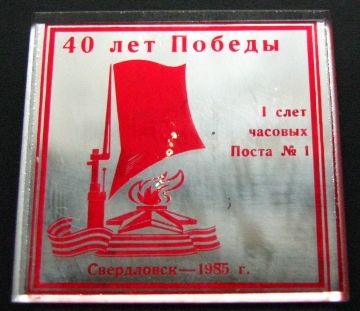 40 лет Победы
I слет
часовых
Поста № 1
Свердловск—1985 г.